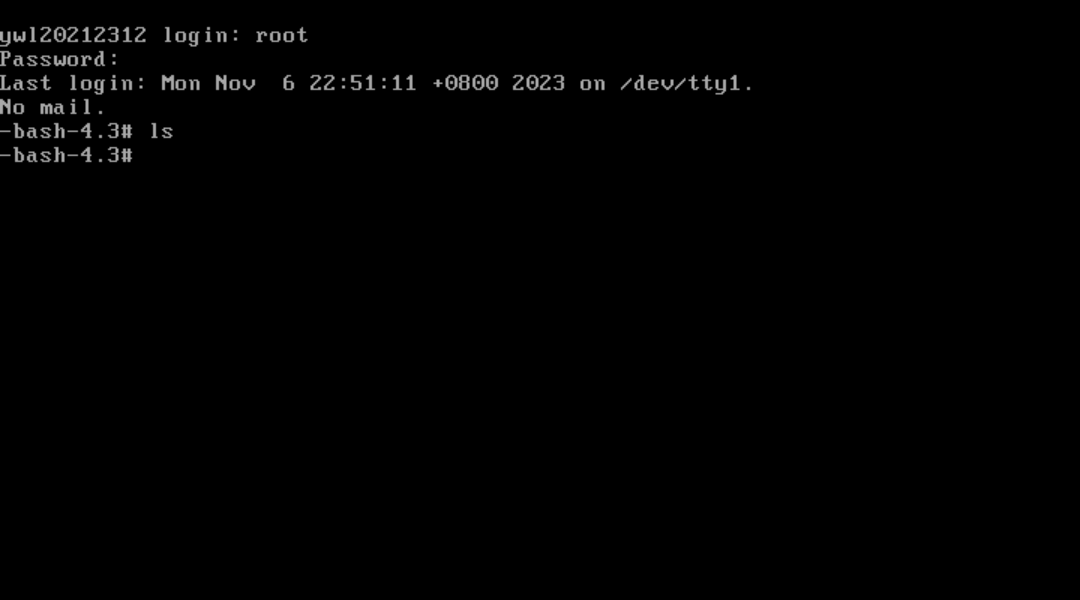 ywl20212312 login: root
Password:
Last login: Mon Nov  6 22:51:11 +0800 2023 on /dev/tty1.
No mail.
-bash-4.3# ls
-bash-4.3#